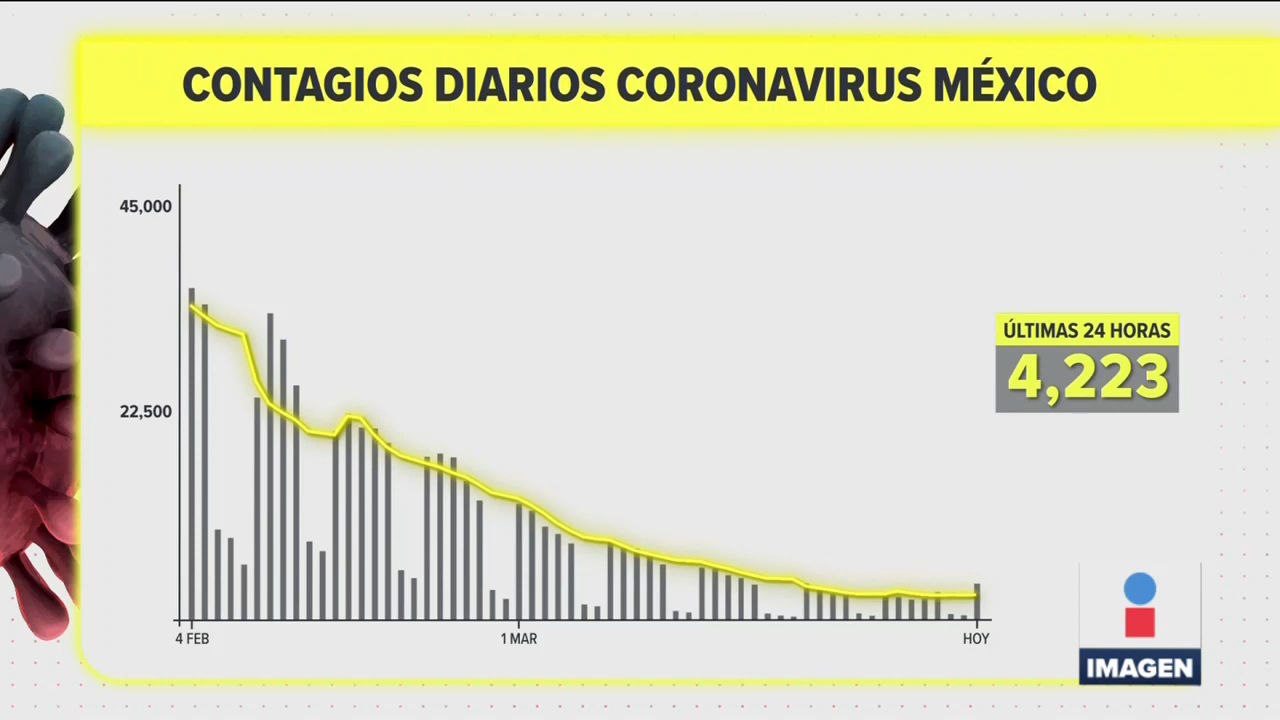 CONTAGIOS DIARIOS CORONAVIRUS MÉXICO
45,000
22,500
ÚLTIMAS 24 HORAS
4,223
4 FEB
1 MAR
HOY
IMAGEN